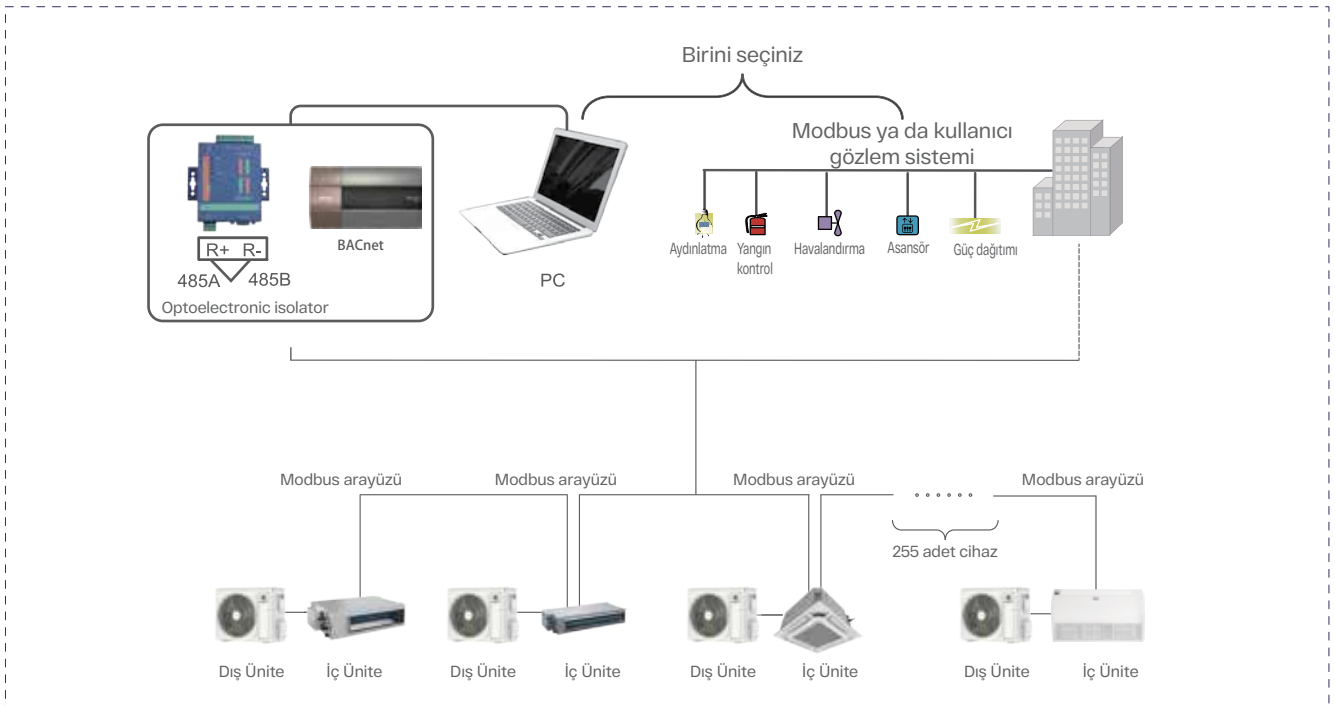 Birini seçiniz
Modbus ya da kullanıcı
gözlem sistemi
BACnet
R+ R-
485A 485B
Optoelectronic isolator
PC
Aydınlatma
Yangın
kontrol
Havalandırma
Asansör
Güç dağıtımı
Modbus arayüzü
Modbus arayüzü
Modbus arayüzü
Modbus arayüzü
255 adet cihaz
Dış Ünite
İç Ünite
Dış Ünite
İç Ünite
Dış Ünite
İç Ünite
Dış Ünite
İç Ünite